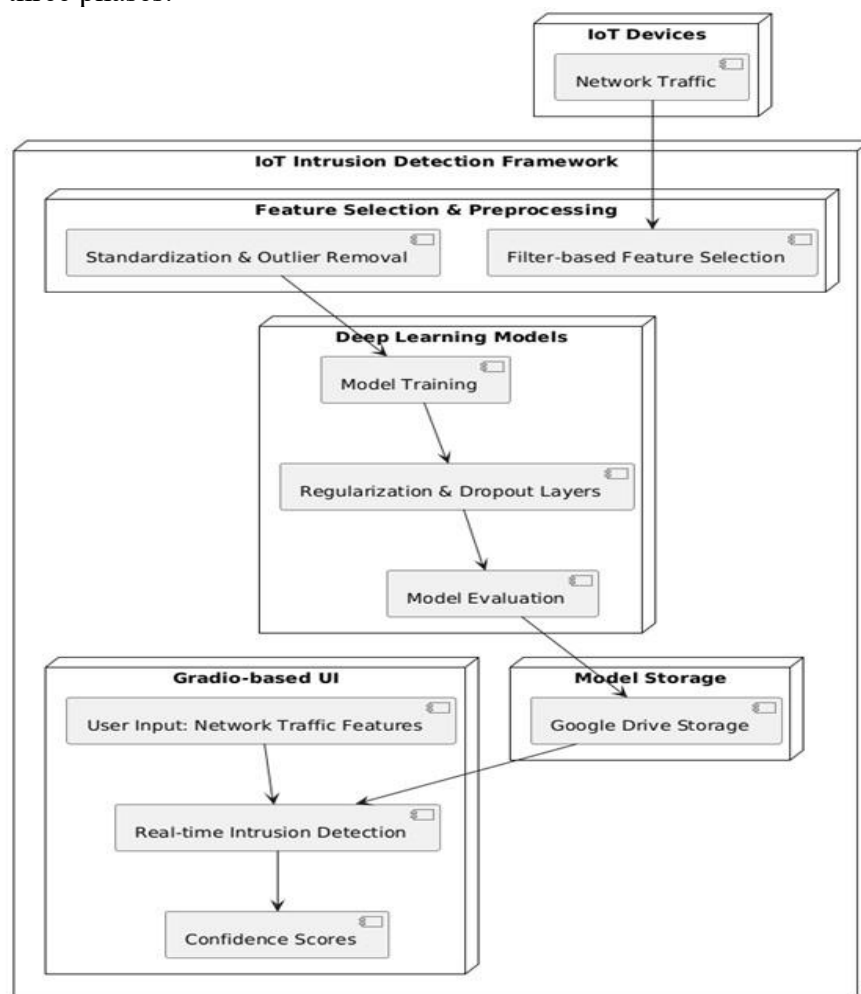 three phases.
IoT Devices
Network Traffic
IoT Intrusion Detection Framework
Feature Selection & Preprocessing
Standardization & Outlier Removal
Filter-based Feature Selection
Deep Learning Models
Model Training
Regularization & Dropout Layers
Model Evaluation
Gradio-based UI
User Input: Network Traffic Features
Real-time Intrusion Detection
Confidence Scores
Model Storage
Google Drive Storage